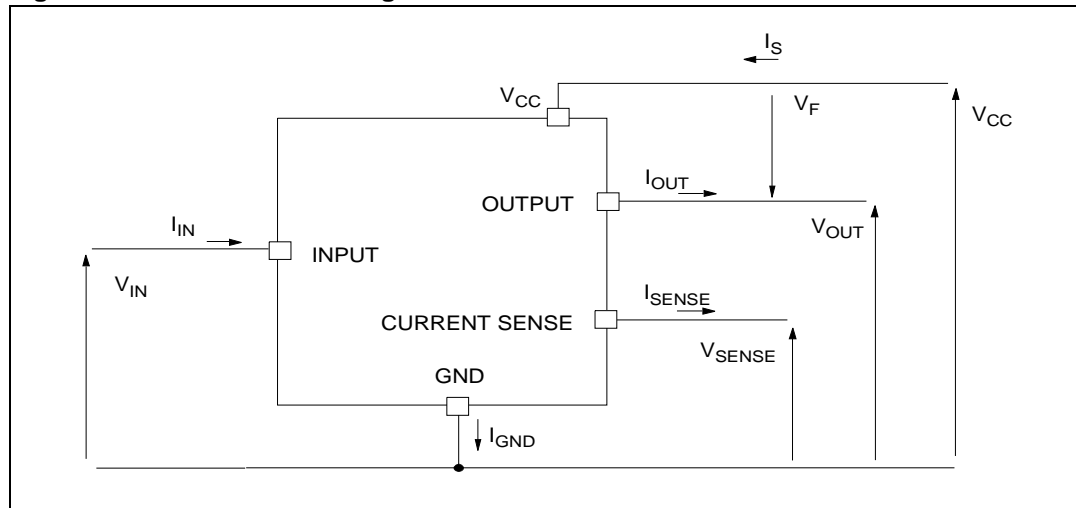 I_S
V_CC
V_F
V_CC
I_OUT
OUTPUT
V_OUT
I_IN
INPUT
V_IN
I_SENSE
CURRENT SENSE
V_SENSE
GND
I_GND